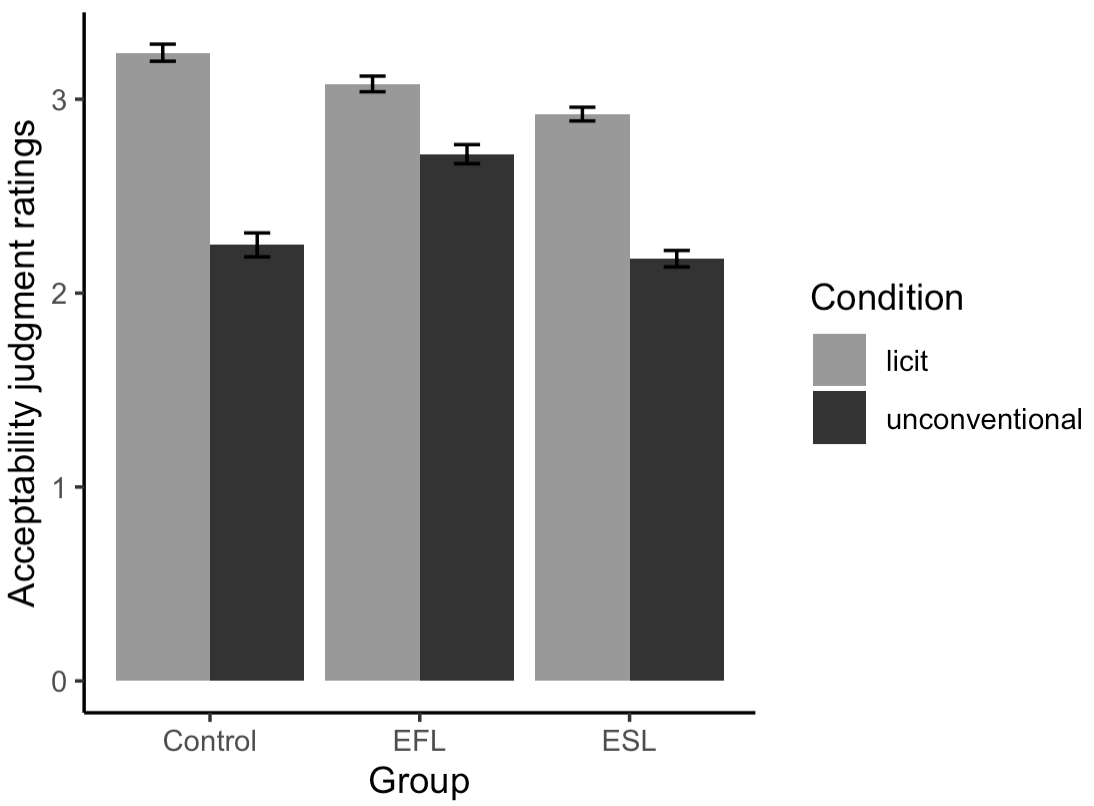 Acceptability judgment ratings
3
2
1
0
Control EFL ESL
Group
Condition
licit
unconventional